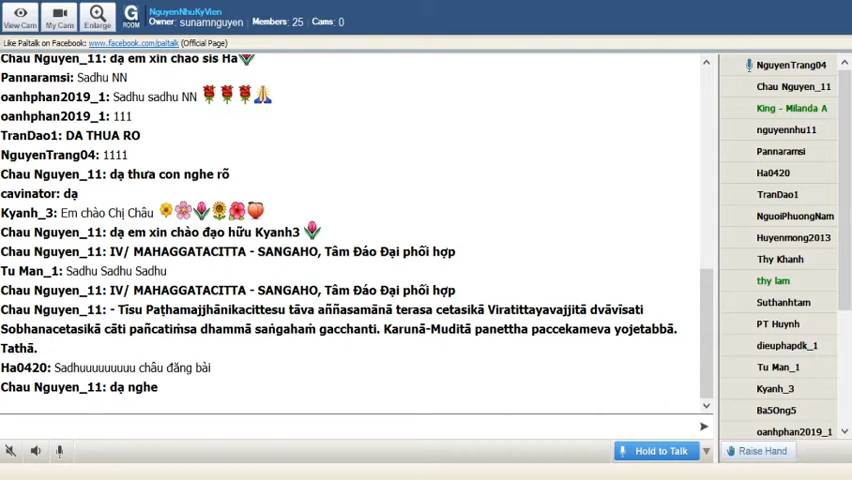 View Cam
My Cam
Enlarge
G
ROOM
NguyenNhuKyVien
Owner: sunamnguyen Members: 25 Cams: 0
Like Paltalk on Facebook: www.facebook.com/paltalk (Official Page)
Chau Nguyen_11: dạ em xin chào sis Ha
Pannaramsi: Sadhu NN
oanhphan2019_1: Sadhu sadhu NN
oanhphan2019_1: 111
TranDao1: DA THUA RO
NguyenTrang04: 1111
Chau Nguyen_11: dạ thưa con nghe rõ
cavinator: dạ
Kyanh_3: Em chào Chị Châu
Chau Nguyen_11: dạ em xin chào đạo hữu Kyanh3
Chau Nguyen_11: IV/ MAHAGGATACITTA - SANGAHO, Tâm Đáo Đại phối hợp
Tu Man_1: Sadhu Sadhu Sadhu
Chau Nguyen_11: IV/ MAHAGGATACITTA - SANGAHO, Tâm Đáo Đại phối hợp
Chau Nguyen_11: - Tīsu Paṭhamajjhānikacittesu tāva aññasamānā terasa cetasikā Viratittayavajjitā dvāvīsati
Sobhanacetasikā cāti pañcatiṁsa dhammā saṅgahaṁ gacchanti. Karunā-Muditā panettha paccekameva yojetabbā.
Tathā.
Ha0420: Sadhuuuuuuuuu châu đăng bài
Chau Nguyen_11: dạ nghe
Hold to Talk
NguyenTrang04
Chau Nguyen_11
King - Milanda A
nguyennhu11
Pannaramsi
Ha0420
TranDao1
NguoiPhuongNam
Huyenmong2013
Thy Khanh
thy lam
Suthanhtam
PT Huynh
dieuphapdk_1
Tu Man_1
Kyanh_3
Ba5Ong5
oanhphan2019_1
Raise Hand